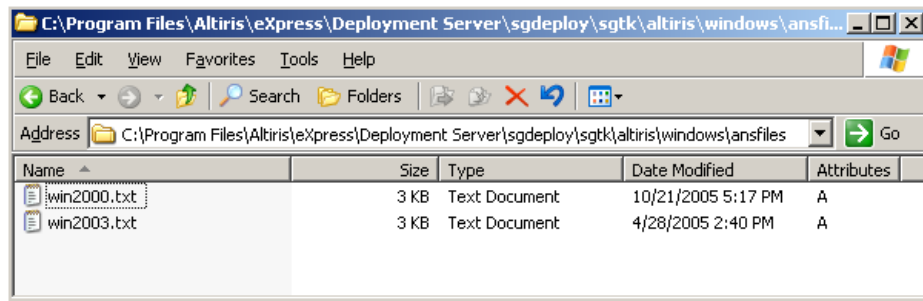 C:\Program Files\Altiris\eXpress\Deployment Server\sgdeploy\sgtk\altiris\windows\ansfi...
File Edit View Favorites Tools Help
Back Search Folders
Address C:\Program Files\Altiris\eXpress\Deployment Server\sgdeploy\sgtk\altiris\windows\ansfiles Go
Name Size Type Date Modified Attributes
win2000.txt 3 KB Text Document 10/21/2005 5:17 PM A
win2003.txt 3 KB Text Document 4/28/2005 2:40 PM A